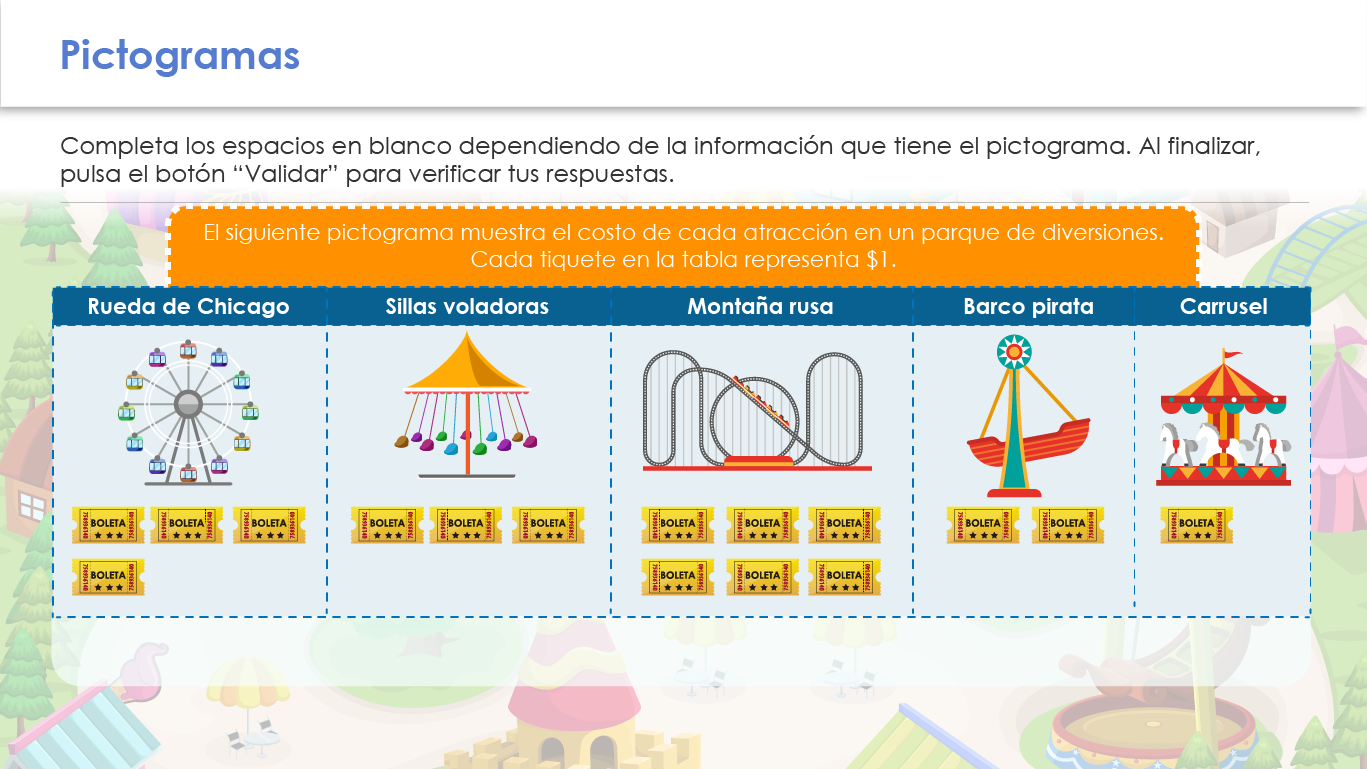 Pictogramas
Completa los espacios en blanco dependiendo de la información que tiene el pictograma. Al finalizar,
pulsa el botón “Validar” para verificar tus respuestas.
El siguiente pictograma muestra el costo de cada atracción en un parque de diversiones.
Cada tiquete en la tabla representa $1.
Rueda de Chicago Sillas voladoras Montaña rusa Barco pirata Carrusel
BOLETA BOLETA BOLETA BOLETA BOLETA BOLETA BOLETA BOLETA BOLETA BOLETA BOLETA BOLETA
BOLETA BOLETA BOLETA BOLETA